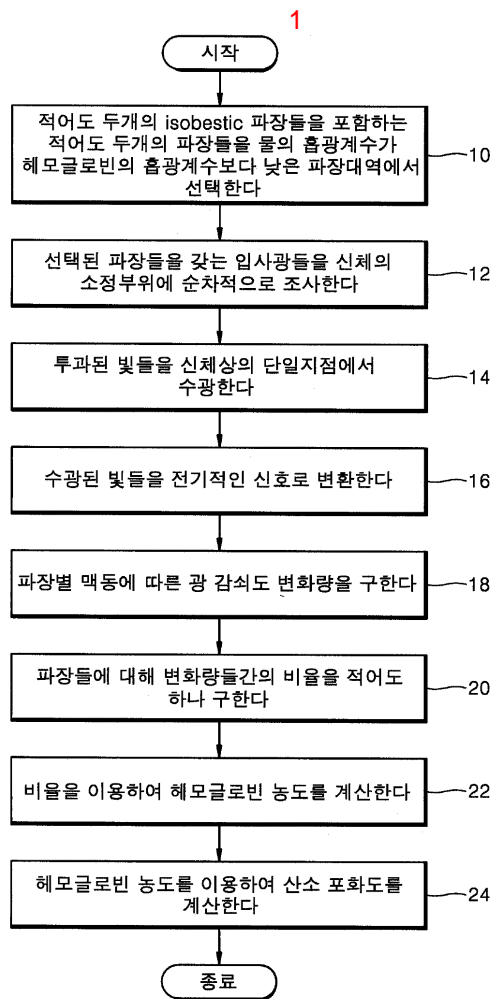 1
시작
적어도 두개의 isobestic 파장들을 포함하는
적어도 두개의 파장들을 물의 흡광계수가
헤모글로빈의 흡광계수보다 낮은 파장대역에서
선택한다
10
선택된 파장들을 갖는 입사광들을 신체의
소정부위에 순차적으로 조사한다
12
투과된 빛들을 신체상의 단일지점에서
수광한다
14
수광된 빛들을 전기적인 신호로 변환한다
16
파장별 맥동에 따른 광 감쇠도 변화량을 구한다
18
파장들에 대해 변화량들간의 비율을 적어도
하나 구한다
20
비율을 이용하여 헤모글로빈 농도를 계산한다
22
헤모글로빈 농도를 이용하여 산소 포화도를
계산한다
24
종료